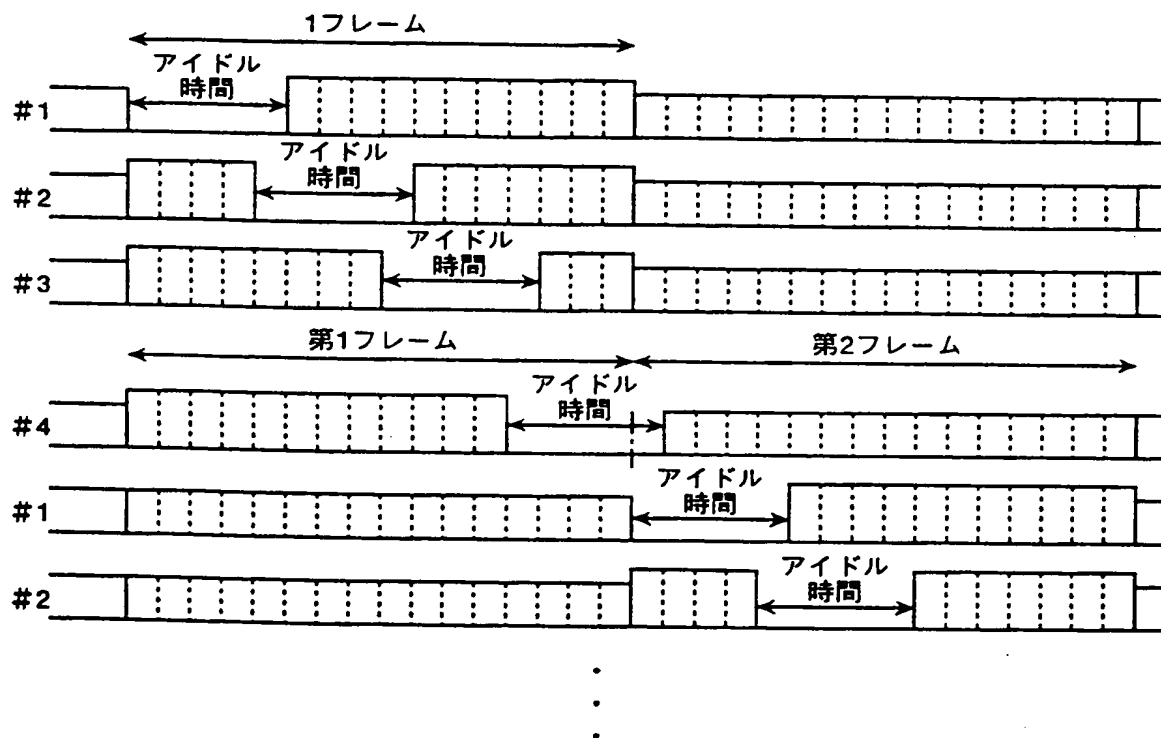 1フレーム
アイドル
時間
#1
アイドル
時間
#2
アイドル
時間
#3
第1フレーム
第2フレーム
アイドル
時間
#4
アイドル
時間
#1
アイドル
時間
#2